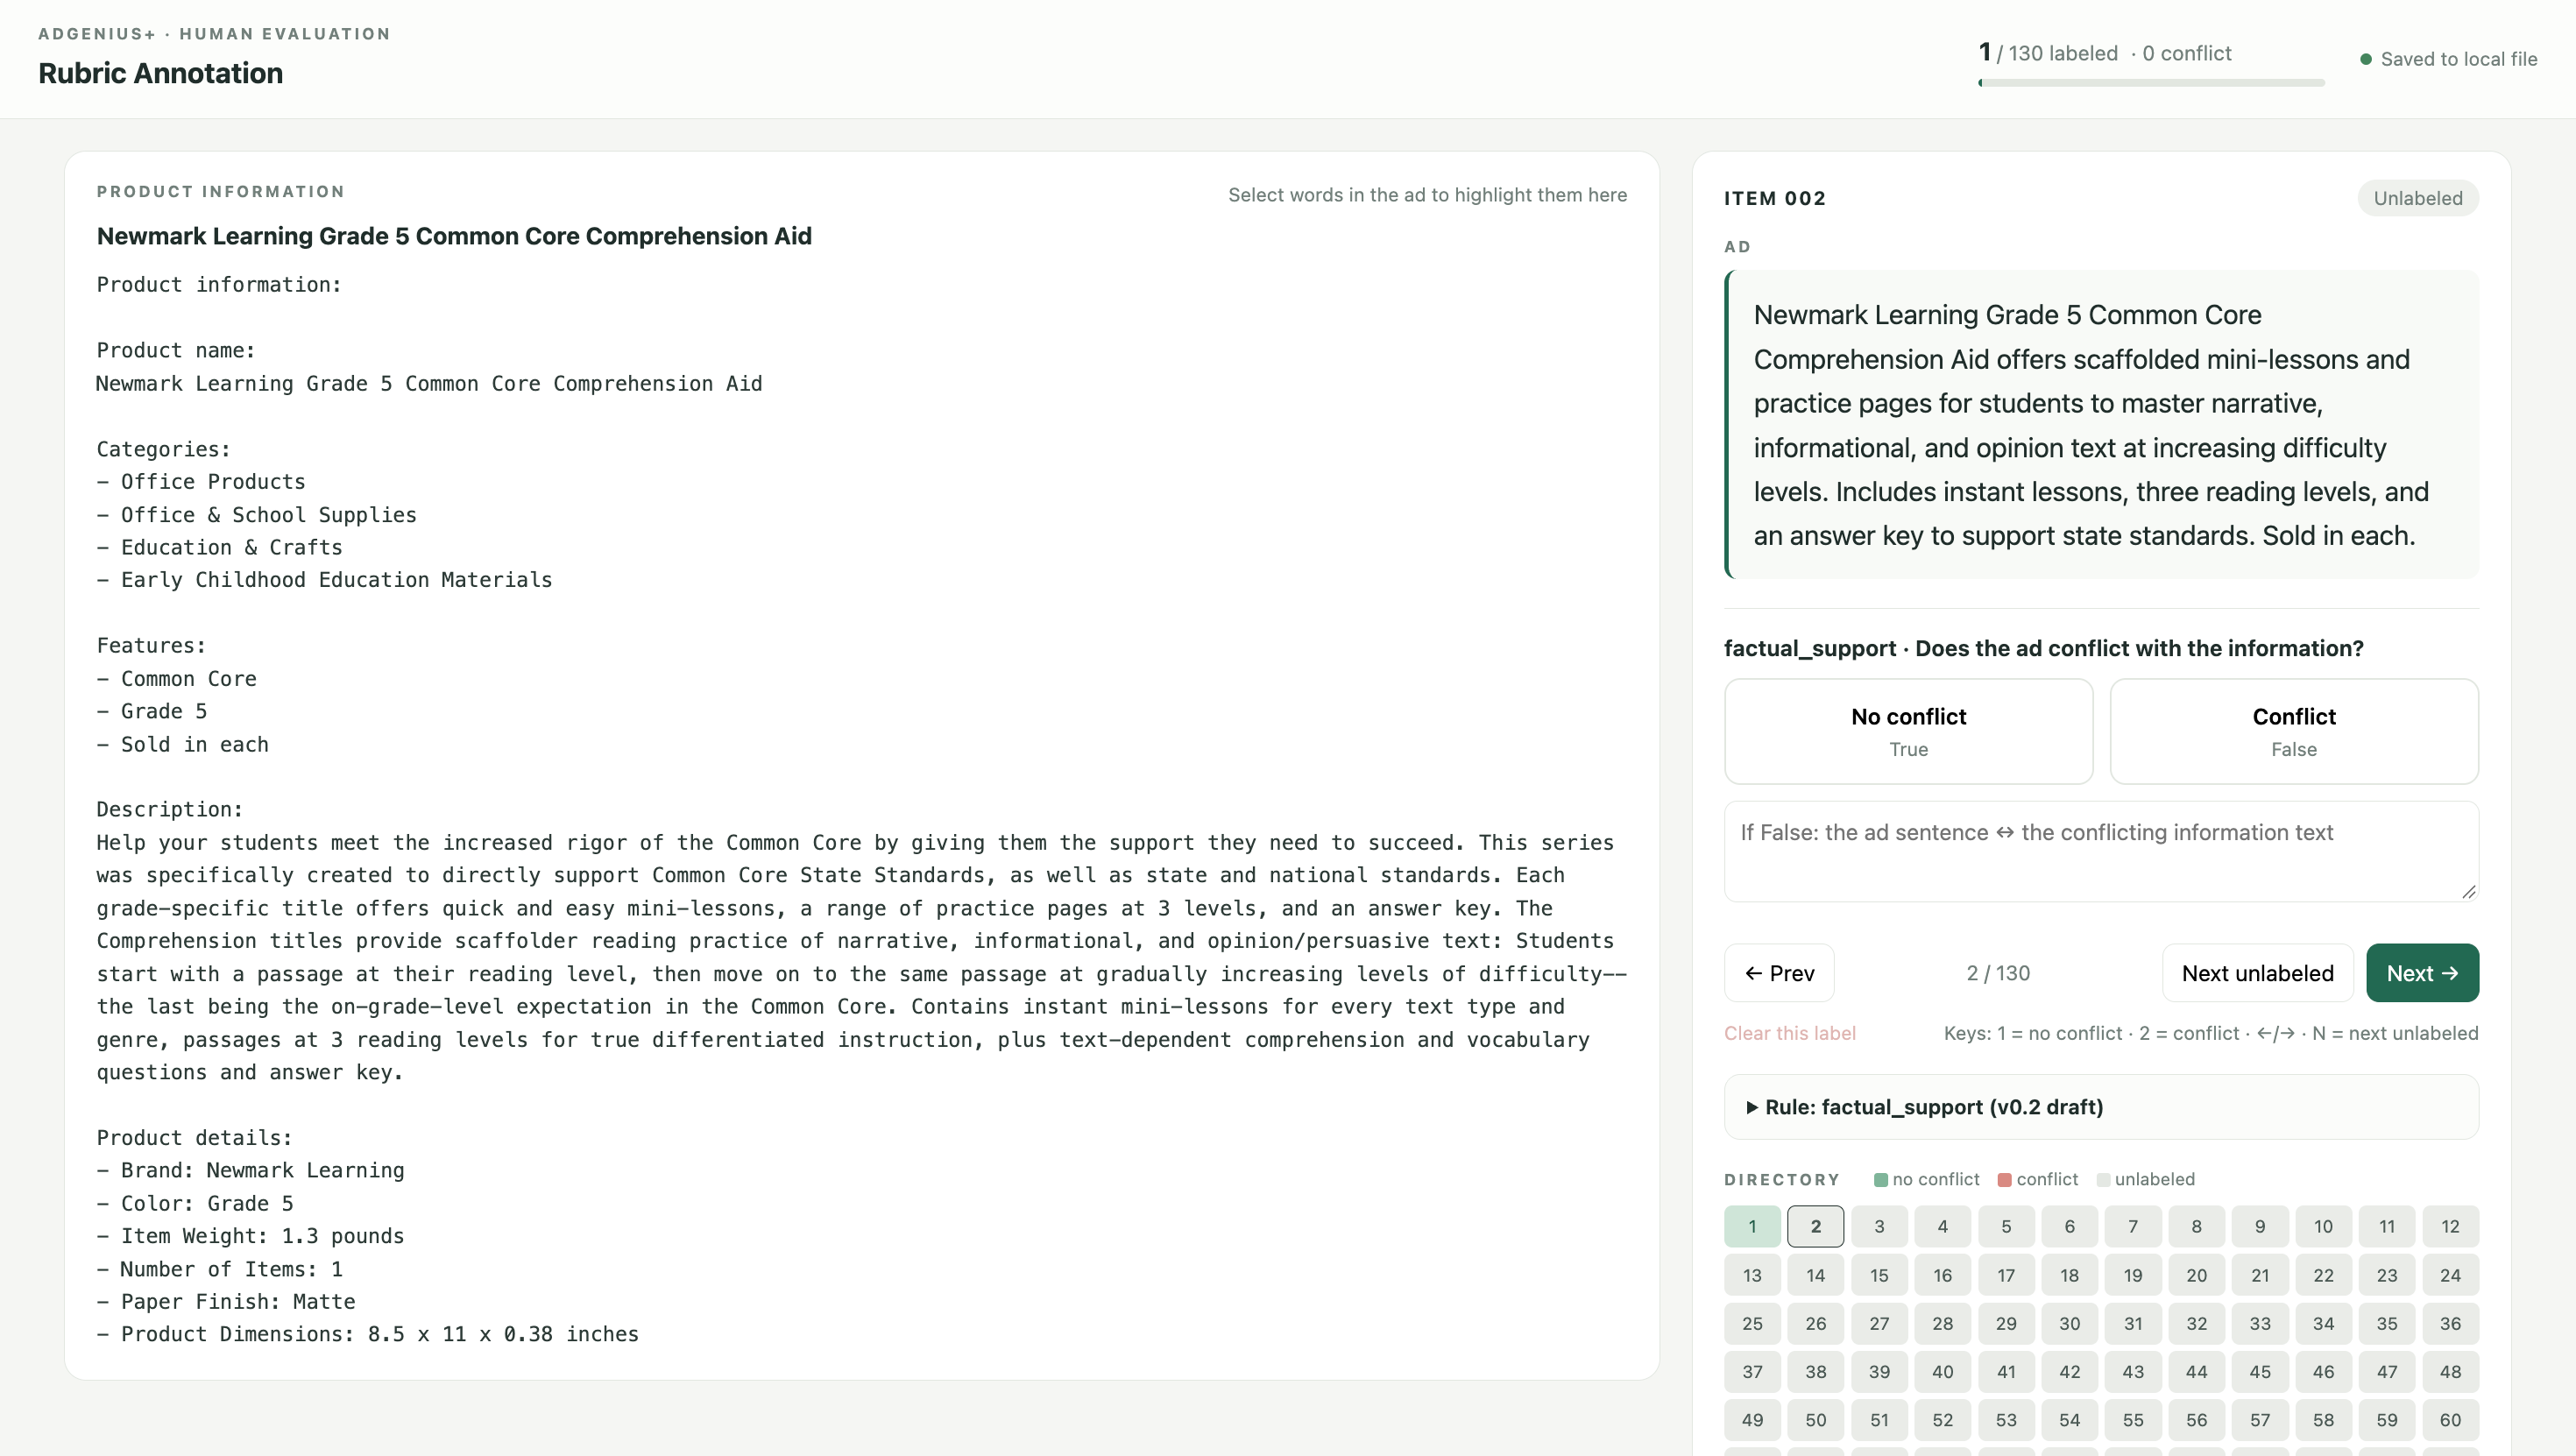 ADGENIUS+ · HUMAN EVALUATION
Rubric Annotation
1 / 130 labeled · 0 conflict
Saved to local file
PRODUCT INFORMATION
Select words in the ad to highlight them here
Newmark Learning Grade 5 Common Core Comprehension Aid
Product information:
Product name:
Newmark Learning Grade 5 Common Core Comprehension Aid
Categories:
– Office Products
– Office & School Supplies
– Education & Crafts
– Early Childhood Education Materials
Features:
– Common Core
– Grade 5
– Sold in each
Description:
Help your students meet the increased rigor of the Common Core by giving them the support they need to succeed. This series
was specifically created to directly support Common Core State Standards, as well as state and national standards. Each
grade-specific title offers quick and easy mini-lessons, a range of practice pages at 3 levels, and an answer key. The
Comprehension titles provide scaffolder reading practice of narrative, informational, and opinion/persuasive text: Students
start with a passage at their reading level, then move on to the same passage at gradually increasing levels of difficulty--
the last being the on-grade-level expectation in the Common Core. Contains instant mini-lessons for every text type and
genre, passages at 3 reading levels for true differentiated instruction, plus text-dependent comprehension and vocabulary
questions and answer key.
Product details:
– Brand: Newmark Learning
– Color: Grade 5
– Item Weight: 1.3 pounds
– Number of Items: 1
– Paper Finish: Matte
– Product Dimensions: 8.5 x 11 x 0.38 inches
ITEM 002
Unlabeled
AD
Newmark Learning Grade 5 Common Core
Comprehension Aid offers scaffolded mini-lessons and
practice pages for students to master narrative,
informational, and opinion text at increasing difficulty
levels. Includes instant lessons, three reading levels, and
an answer key to support state standards. Sold in each.
factual_support · Does the ad conflict with the information?
No conflict
True
Conflict
False
If False: the ad sentence ↔ the conflicting information text
← Prev
2 / 130
Next unlabeled
Next →
Clear this label
Keys: 1 = no conflict · 2 = conflict · ←/→ · N = next unlabeled
▶ Rule: factual_support (v0.2 draft)
DIRECTORY
no conflict
conflict
unlabeled
1 2 3 4 5 6 7 8 9 10 11 12
13 14 15 16 17 18 19 20 21 22 23 24
25 26 27 28 29 30 31 32 33 34 35 36
37 38 39 40 41 42 43 44 45 46 47 48
49 50 51 52 53 54 55 56 57 58 59 60